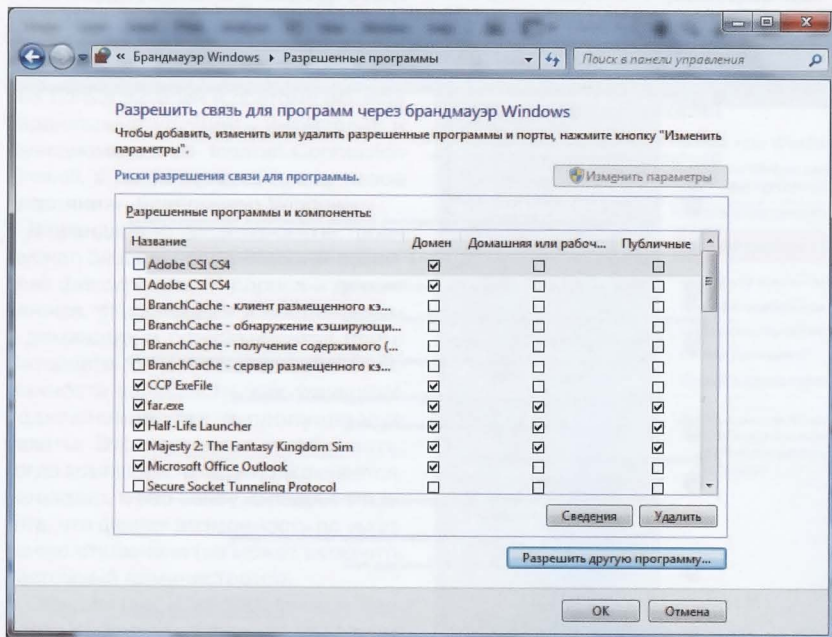 « Брандмауэр Windows ▸ Разрешенные программы
Поиск в панели управления
Разрешить связь для программ через брандмауэр Windows
Чтобы добавить, изменить или удалить разрешенные программы и порты, нажмите кнопку "Изменить
параметры".
Риски разрешения связи для программы.
Изменить параметры
Разрешенные программы и компоненты:
Название Домен Домашняя или рабоч... Публичные
Adobe CSI CS4
Adobe CSI CS4
BranchCache - клиент размещенного кэ...
BranchCache - обнаружение кэширующи...
BranchCache - получение содержимого (...
BranchCache - сервер размещенного кэ...
CCP ExeFile
far.exe
Half-Life Launcher
Majesty 2: The Fantasy Kingdom Sim
Microsoft Office Outlook
Secure Socket Tunneling Protocol
Сведения Удалить
Разрешить другую программу...
ОК Отмена